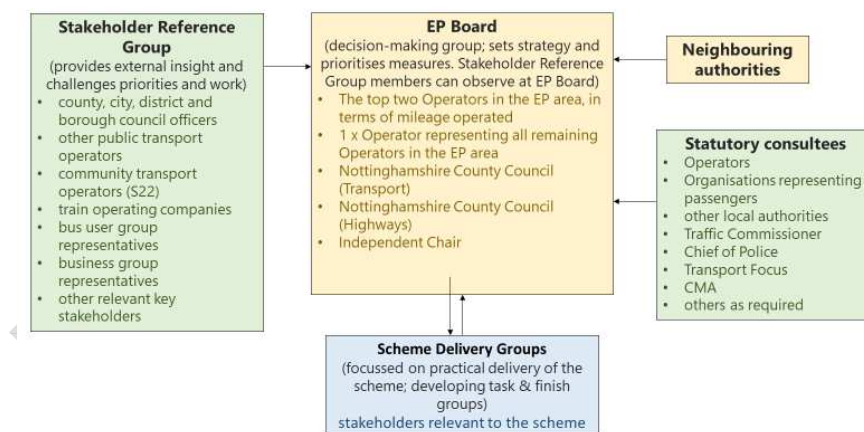 Stakeholder Reference
Group
(provides external insight and
challenges priorities and work)
• county, city, district and
borough council officers
• other public transport
operators
• community transport
operators (S22)
• train operating companies
• bus user group
representatives
• business group
representatives
• other relevant key
stakeholders
EP Board
(decision-making group; sets strategy and
prioritises measures. Stakeholder Reference
Group members can observe at EP Board)
• The top two Operators in the EP area, in
terms of mileage operated
• 1 x Operator representing all remaining
Operators in the EP area
• Nottinghamshire County Council
(Transport)
• Nottinghamshire County Council
(Highways)
• Independent Chair
Neighbouring
authorities
Statutory consultees
• Operators
• Organisations representing
passengers
• other local authorities
• Traffic Commissioner
• Chief of Police
• Transport Focus
• CMA
• others as required
Scheme Delivery Groups
(focussed on practical delivery of the
scheme; developing task & finish
groups)
stakeholders relevant to the scheme